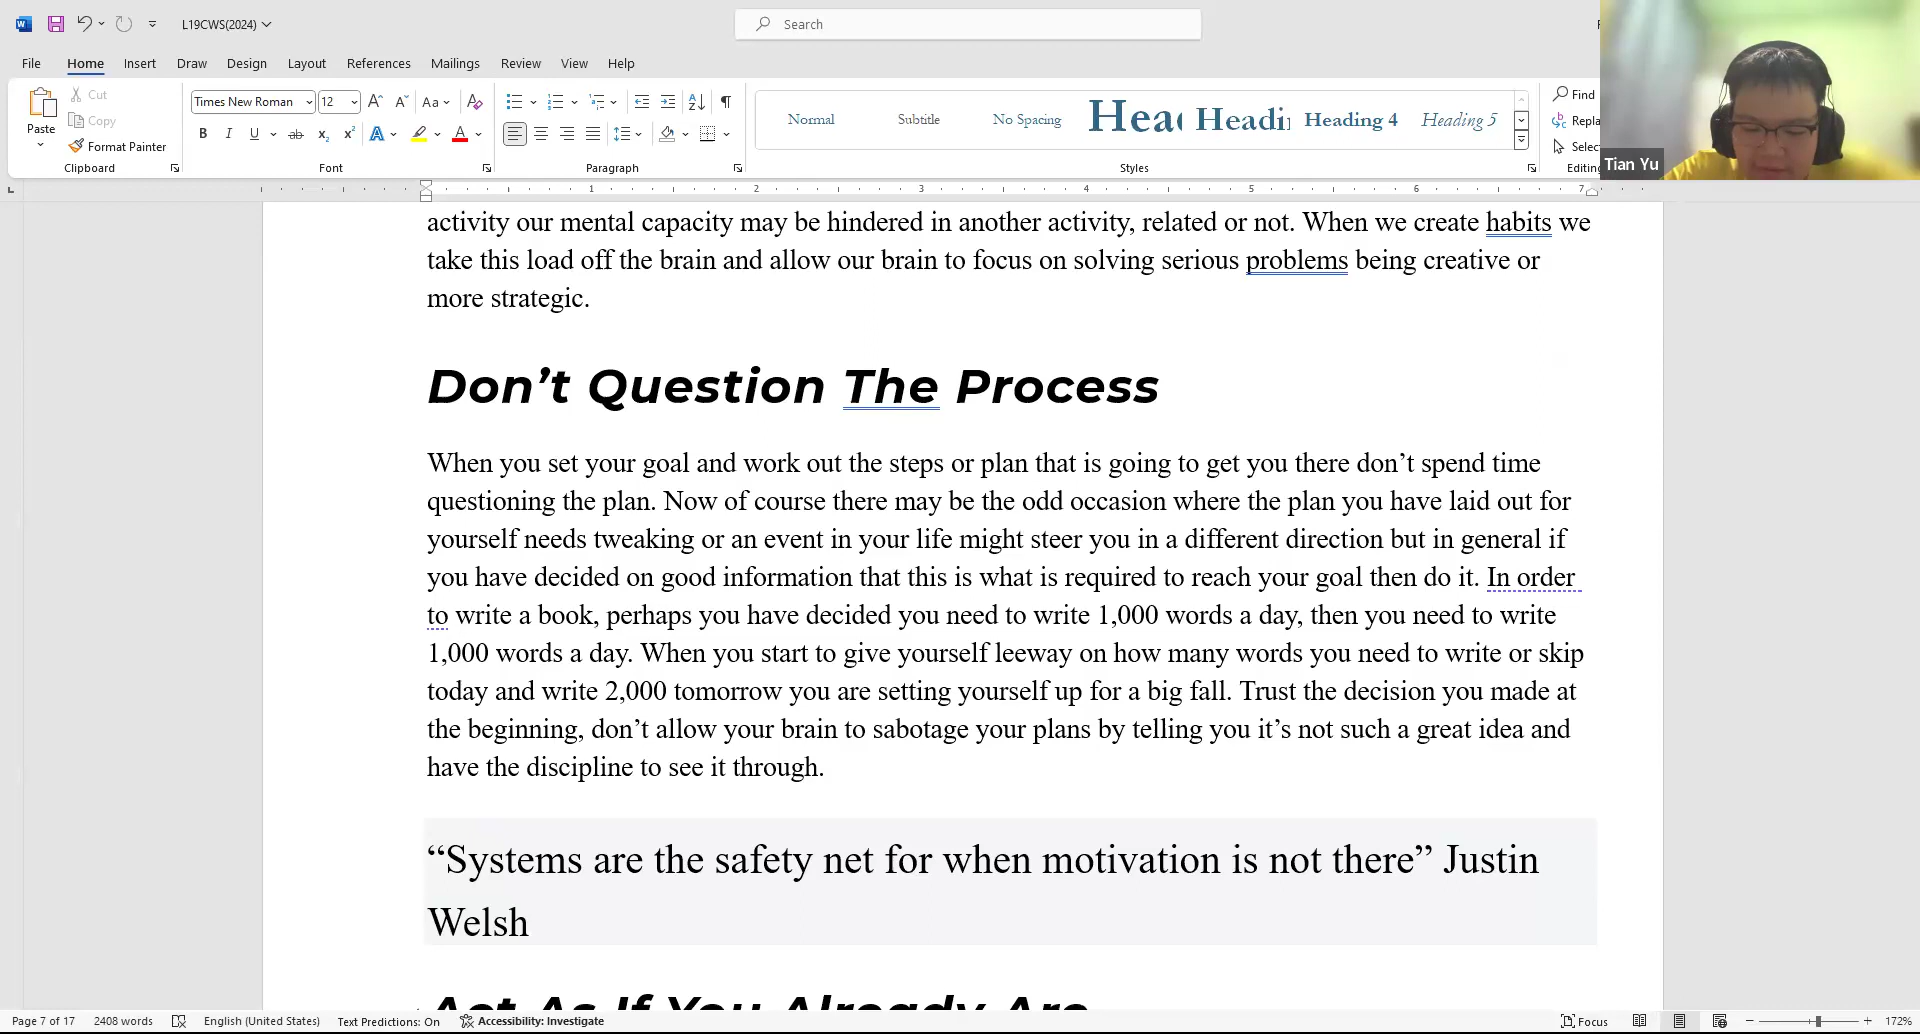 L19CWS(2024)
Search
File Home Insert Draw Design Layout References Mailings Review View Help
Paste
Cut
Copy
Format Painter
Clipboard
Times New Roman 12
Font
Paragraph
Normal Subtitle No Spacing Heading 4 Heading 5
Styles
Find
Editing
Tian Yu
1 2 3 4 5 6 7
activity our mental capacity may be hindered in another activity, related or not. When we create habits we
take this load off the brain and allow our brain to focus on solving serious problems being creative or
more strategic.
Don’t Question The Process
When you set your goal and work out the steps or plan that is going to get you there don’t spend time
questioning the plan. Now of course there may be the odd occasion where the plan you have laid out for
yourself needs tweaking or an event in your life might steer you in a different direction but in general if
you have decided on good information that this is what is required to reach your goal then do it. In order
to write a book, perhaps you have decided you need to write 1,000 words a day, then you need to write
1,000 words a day. When you start to give yourself leeway on how many words you need to write or skip
today and write 2,000 tomorrow you are setting yourself up for a big fall. Trust the decision you made at
the beginning, don’t allow your brain to sabotage your plans by telling you it’s not such a great idea and
have the discipline to see it through.
“Systems are the safety net for when motivation is not there” Justin
Welsh
Act As If You Already Are
Page 7 of 17 2408 words English (United States) Text Predictions: On Accessibility: Investigate Focus 172%